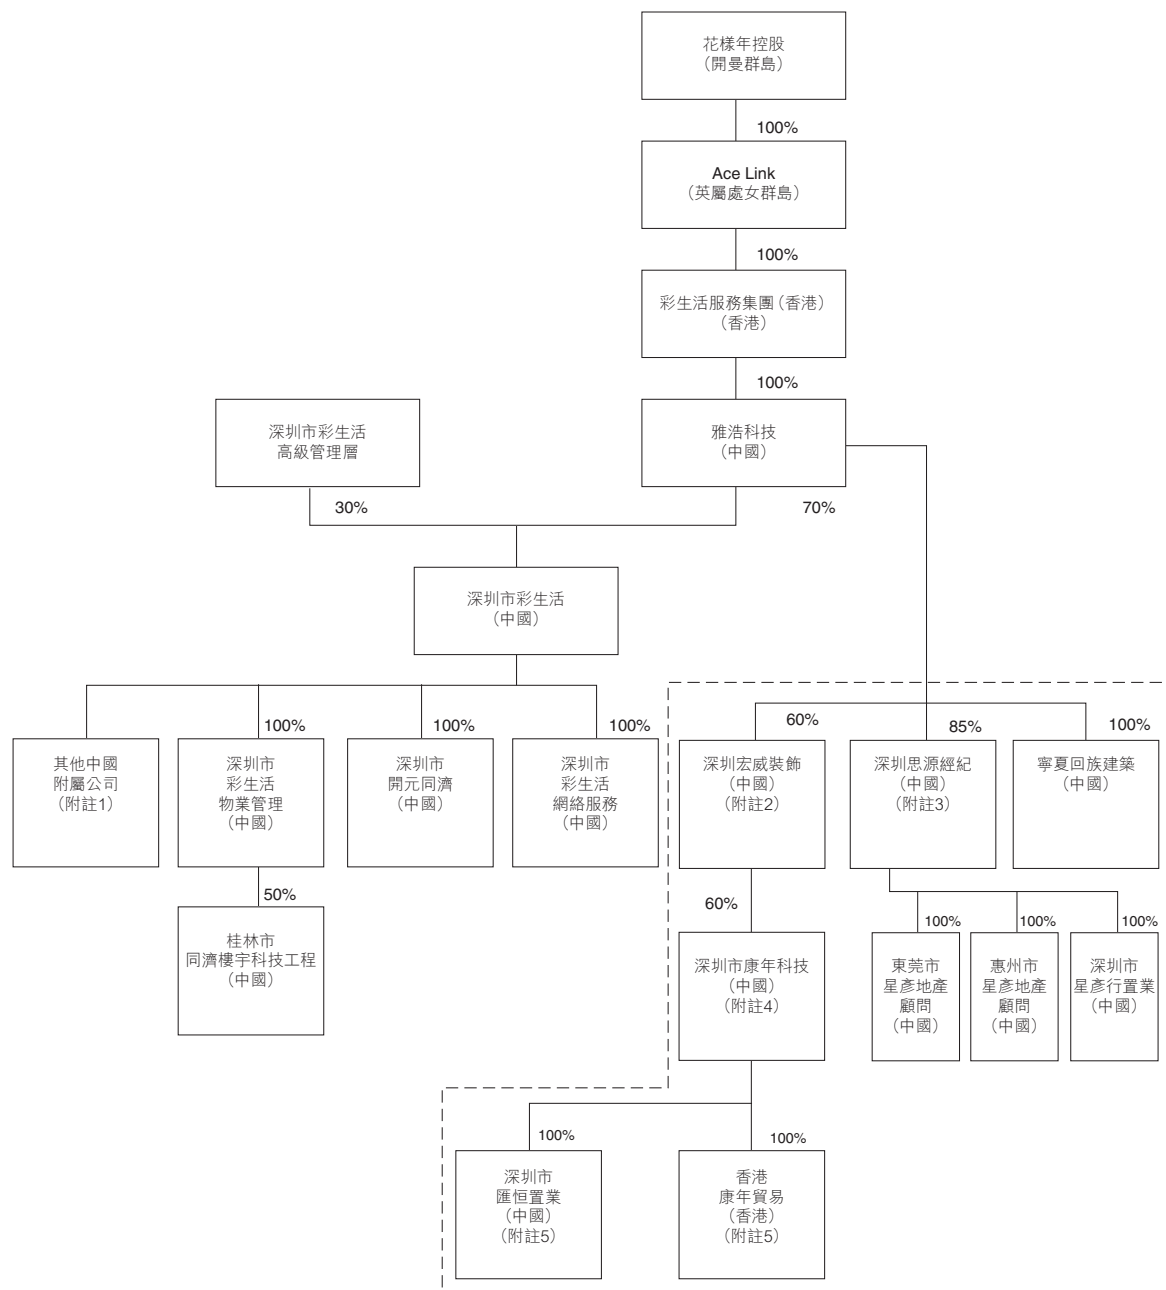 花樣年控股
（開曼群島）
100%
Ace Link
（英屬處女群島）
100%
彩生活服務集團（香港）
（香港）
100%
深圳市彩生活
高級管理層
雅浩科技
（中國）
30%
70%
深圳市彩生活
（中國）
100%
100%
100%
60%
85%
100%
其他中國
附屬公司
（附註1）
深圳市
彩生活
物業管理
（中國）
深圳市
開元同濟
（中國）
深圳市
彩生活
網絡服務
（中國）
深圳宏威裝飾
（中國）
（附註2）
深圳思源經紀
（中國）
（附註3）
寧夏回族建築
（中國）
50%
60%
100%
100%
100%
桂林市
同濟樓宇科技工程
（中國）
深圳市康年科技
（中國）
（附註4）
東莞市
星彥地產
顧問
（中國）
惠州市
星彥地產
顧問
（中國）
深圳市
星彥行置業
（中國）
100%
100%
深圳市
匯恒置業
（中國）
（附註5）
香港
康年貿易
（香港）
（附註5）